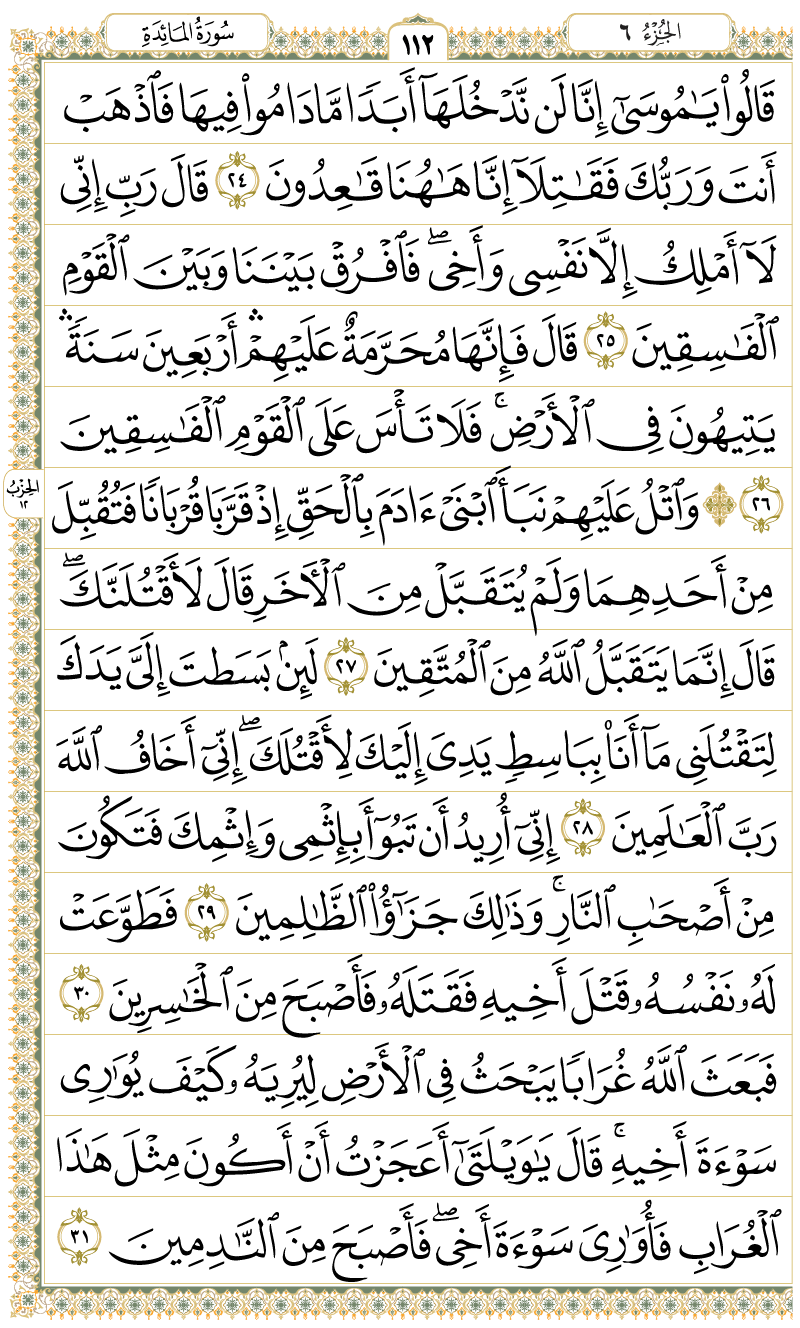 الجُزْءُ ٦
١١٢
سُورَةُ المَائِدَةِ
قَالُواْ يَٰمُوسَىٰٓ إِنَّا لَن نَّدۡخُلَهَآ أَبَدٗا مَّا دَامُواْ فِيهَا فَٱذۡهَبۡ
أَنتَ وَرَبُّكَ فَقَٰتِلَآ إِنَّا هَٰهُنَا قَٰعِدُونَ ٢٤ قَالَ رَبِّ إِنِّي
لَآ أَمۡلِكُ إِلَّا نَفۡسِي وَأَخِيۖ فَٱفۡرُقۡ بَيۡنَنَا وَبَيۡنَ ٱلۡقَوۡمِ
ٱلۡفَٰسِقِينَ ٢٥ قَالَ فَإِنَّهَا مُحَرَّمَةٌ عَلَيۡهِمۡۛ أَرۡبَعِينَ سَنَةٗۛ
يَتِيهُونَ فِي ٱلۡأَرۡضِۚ فَلَا تَأۡسَ عَلَى ٱلۡقَوۡمِ ٱلۡفَٰسِقِينَ
٢٦ ۞ وَٱتۡلُ عَلَيۡهِمۡ نَبَأَ ٱبۡنَيۡ ءَادَمَ بِٱلۡحَقِّ إِذۡ قَرَّبَا قُرۡبَانٗا فَتُقُبِّلَ
الحِزْبُ ١٢
مِنۡ أَحَدِهِمَا وَلَمۡ يُتَقَبَّلۡ مِنَ ٱلۡأٓخَرِ قَالَ لَأَقۡتُلَنَّكَۖ
قَالَ إِنَّمَا يَتَقَبَّلُ ٱللَّهُ مِنَ ٱلۡمُتَّقِينَ ٢٧ لَئِنۢ بَسَطتَ إِلَيَّ يَدَكَ
لِتَقۡتُلَنِي مَآ أَنَا۠ بِبَاسِطٖ يَدِيَ إِلَيۡكَ لِأَقۡتُلَكَۖ إِنِّيٓ أَخَافُ ٱللَّهَ
رَبَّ ٱلۡعَٰلَمِينَ ٢٨ إِنِّيٓ أُرِيدُ أَن تَبُوٓأَ بِإِثۡمِي وَإِثۡمِكَ فَتَكُونَ
مِنۡ أَصۡحَٰبِ ٱلنَّارِۚ وَذَٰلِكَ جَزَٰٓؤُاْ ٱلظَّٰلِمِينَ ٢٩ فَطَوَّعَتۡ
لَهُۥ نَفۡسُهُۥ قَتۡلَ أَخِيهِ فَقَتَلَهُۥ فَأَصۡبَحَ مِنَ ٱلۡخَٰسِرِينَ ٣٠
فَبَعَثَ ٱللَّهُ غُرَابٗا يَبۡحَثُ فِي ٱلۡأَرۡضِ لِيُرِيَهُۥ كَيۡفَ يُوَٰرِي
سَوۡءَةَ أَخِيهِۚ قَالَ يَٰوَيۡلَتَىٰٓ أَعَجَزۡتُ أَنۡ أَكُونَ مِثۡلَ هَٰذَا
ٱلۡغُرَابِ فَأُوَٰرِيَ سَوۡءَةَ أَخِيۖ فَأَصۡبَحَ مِنَ ٱلنَّٰدِمِينَ ٣١